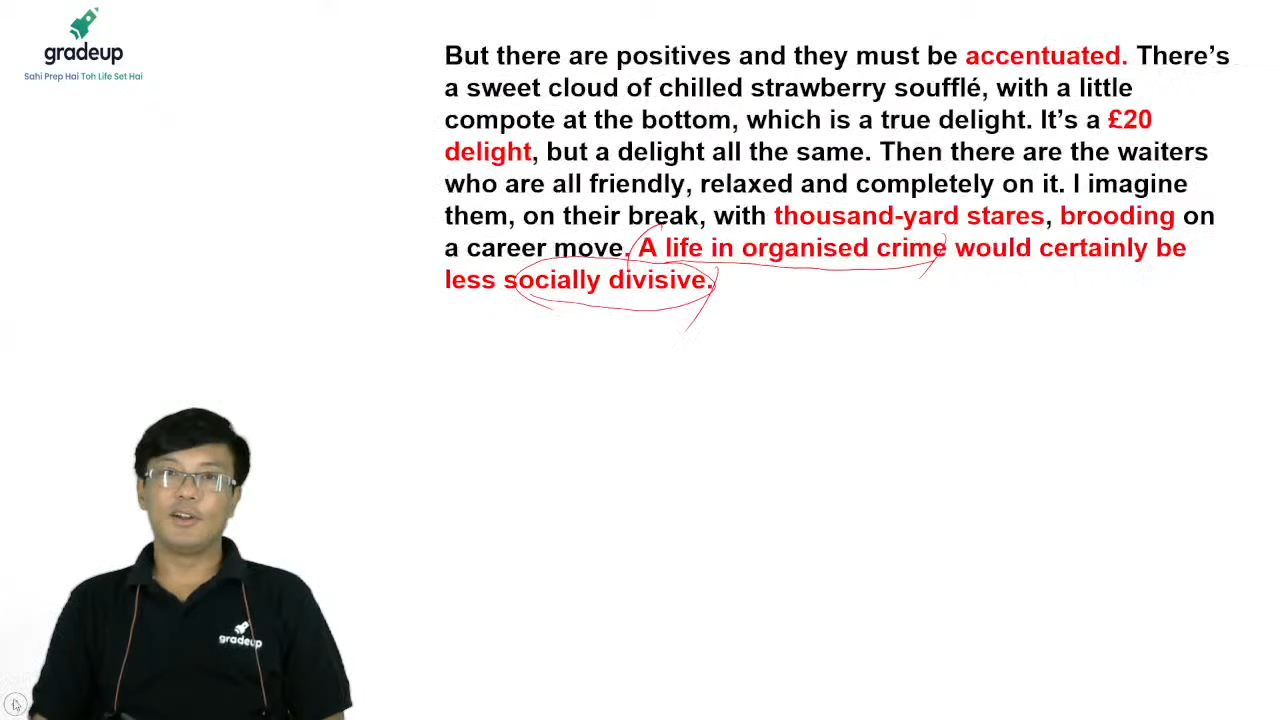 gradeup
Sahi Prep Hai Toh Life Set Hai
But there are positives and they must be accentuated. There’s
a sweet cloud of chilled strawberry soufflé, with a little
compote at the bottom, which is a true delight. It’s a £20
delight, but a delight all the same. Then there are the waiters
who are all friendly, relaxed and completely on it. I imagine
them, on their break, with thousand-yard stares, brooding on
a career move. A life in organised crime would certainly be
less socially divisive.
gradeup